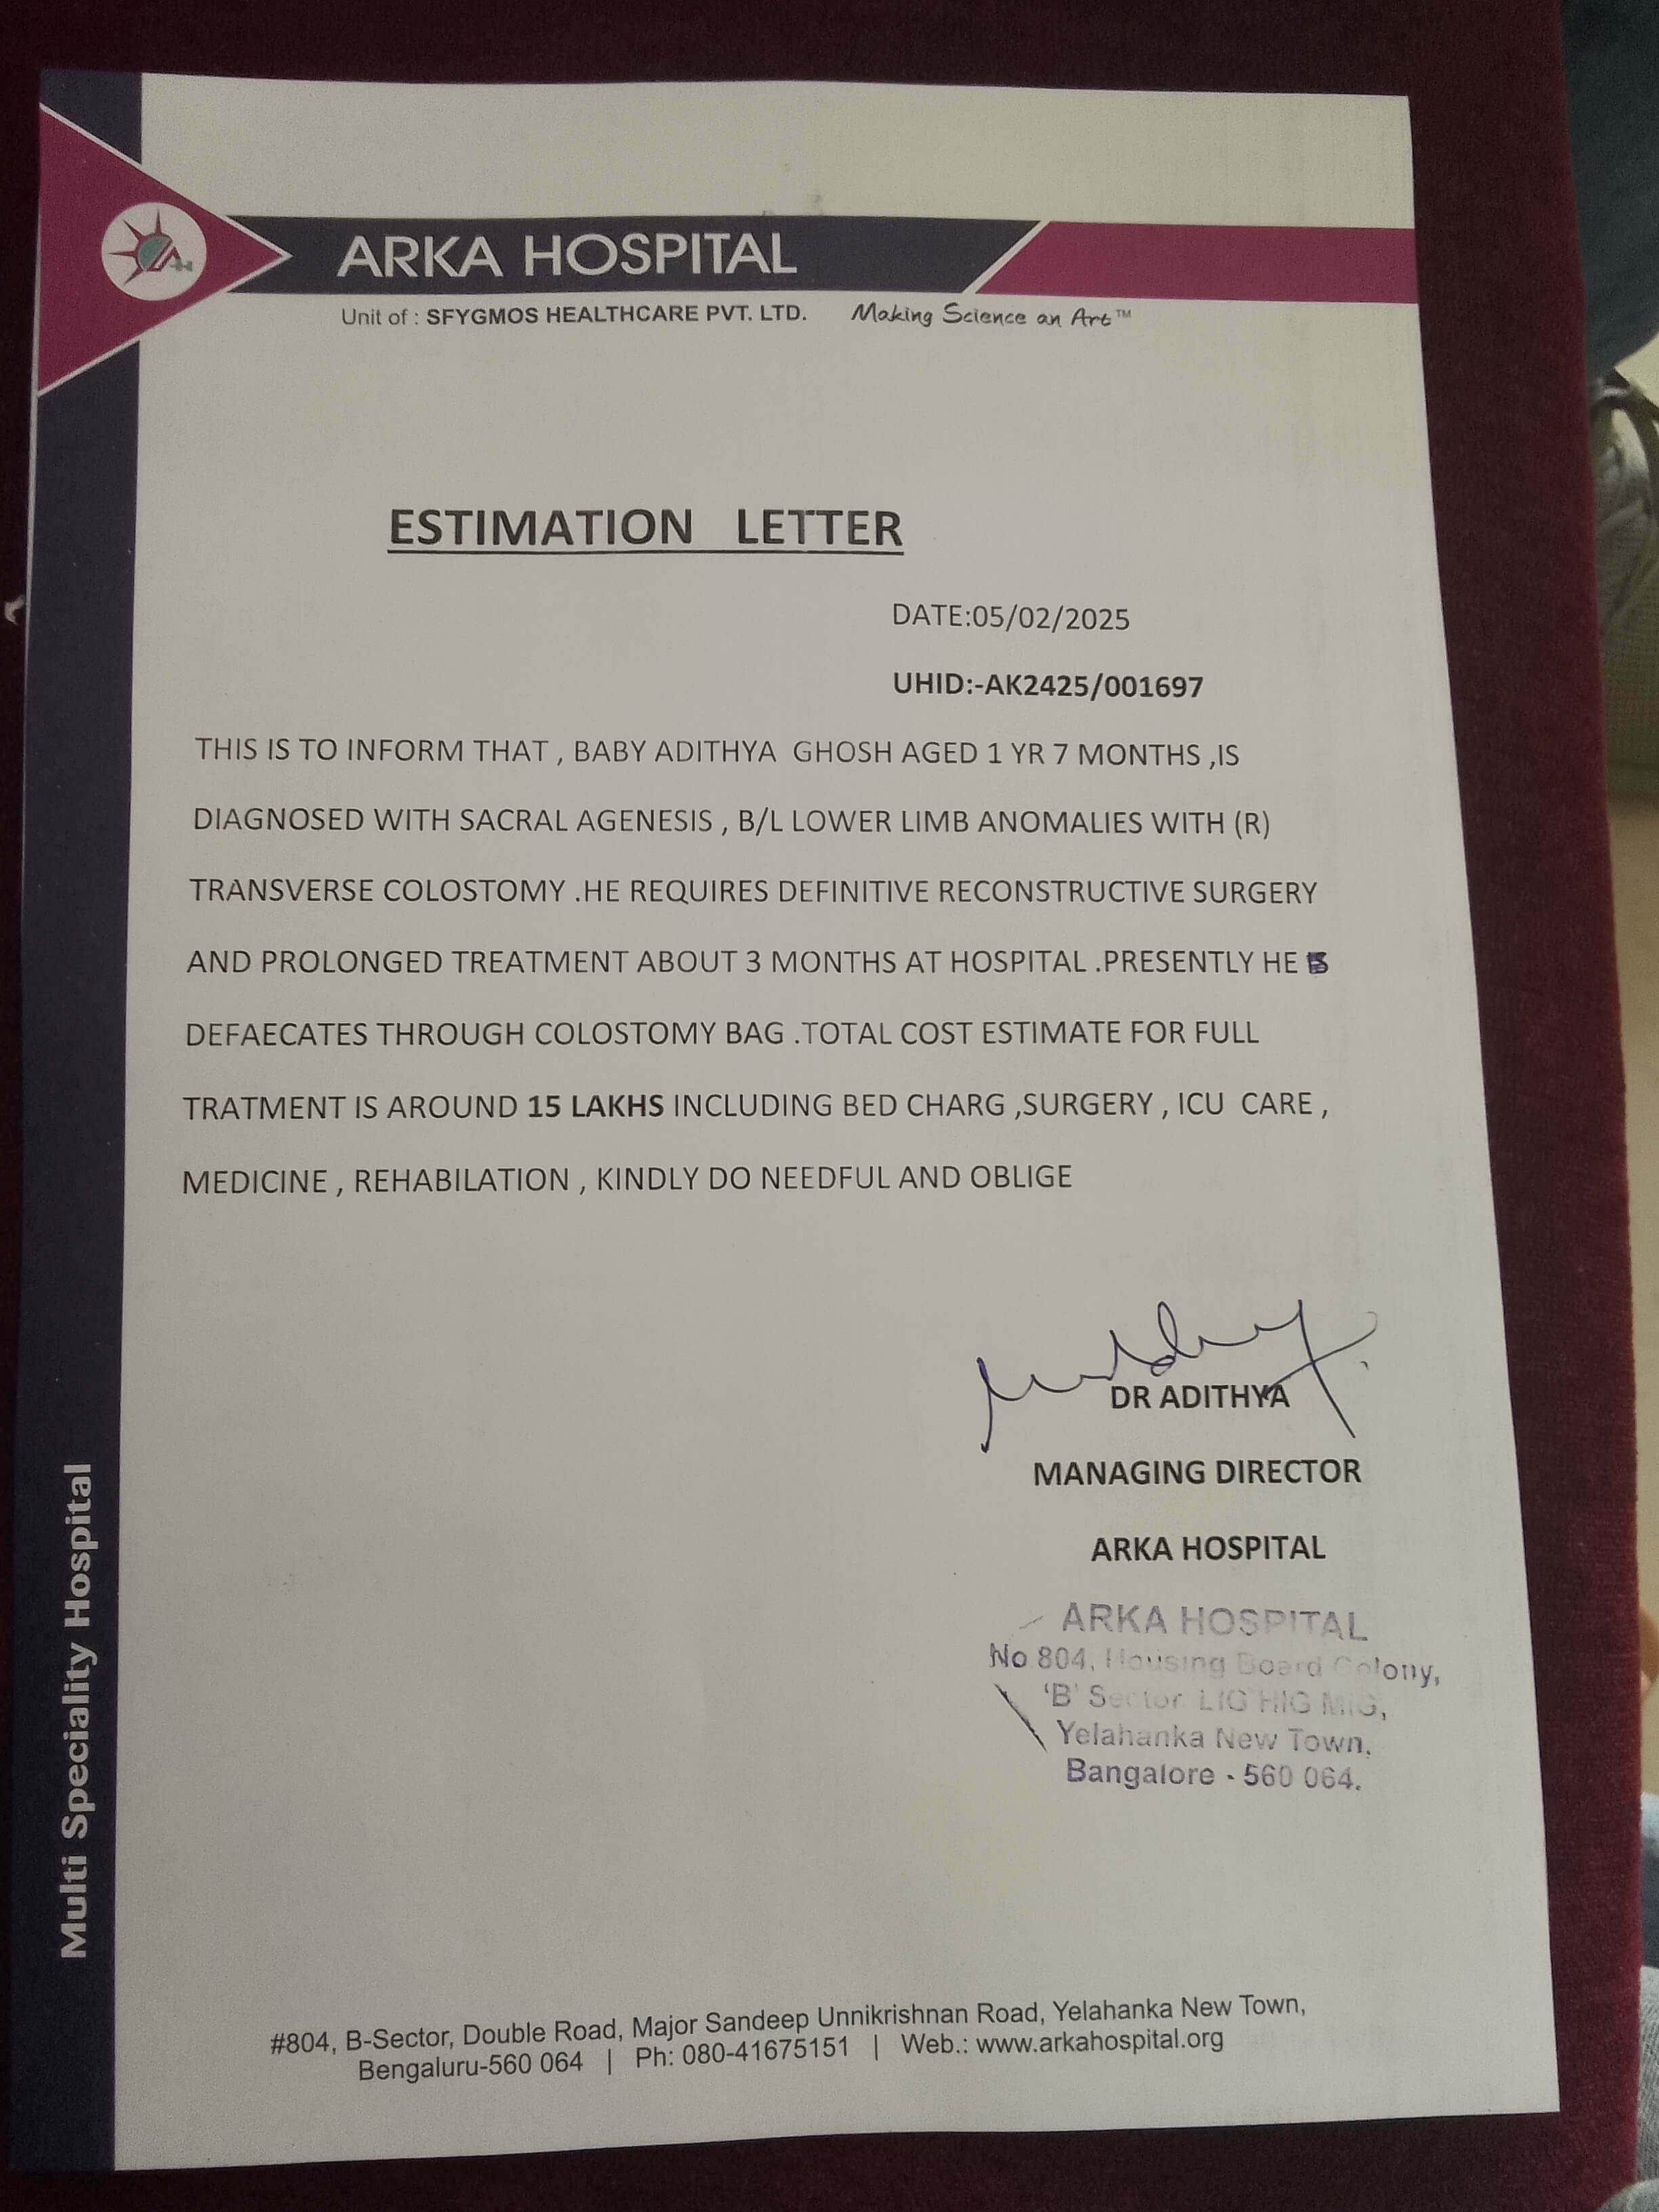 ARKA HOSPITAL
Unit of : SFYGMOS HEALTHCARE PVT. LTD. Making Science an Art™
ESTIMATION LETTER
DATE:05/02/2025
UHID:-AK2425/001697
THIS IS TO INFORM THAT , BABY ADITHYA GHOSH AGED 1 YR 7 MONTHS ,IS
DIAGNOSED WITH SACRAL AGENESIS , B/L LOWER LIMB ANOMALIES WITH (R)
TRANSVERSE COLOSTOMY .HE REQUIRES DEFINITIVE RECONSTRUCTIVE SURGERY
AND PROLONGED TREATMENT ABOUT 3 MONTHS AT HOSPITAL .PRESENTLY HE
DEFAECATES THROUGH COLOSTOMY BAG .TOTAL COST ESTIMATE FOR FULL
TRATMENT IS AROUND 15 LAKHS INCLUDING BED CHARG ,SURGERY , ICU CARE ,
MEDICINE , REHABILATION , KINDLY DO NEEDFUL AND OBLIGE
DR ADITHYA
MANAGING DIRECTOR
ARKA HOSPITAL
ARKA HOSPITAL
No 804, Housing Board Colony,
'B' Sector LIG HIG MIG,
Yelahanka New Town,
Bangalore - 560 064.
Multi Speciality Hospital
#804, B-Sector, Double Road, Major Sandeep Unnikrishnan Road, Yelahanka New Town,
Bengaluru-560 064 | Ph: 080-41675151 | Web.: www.arkahospital.org